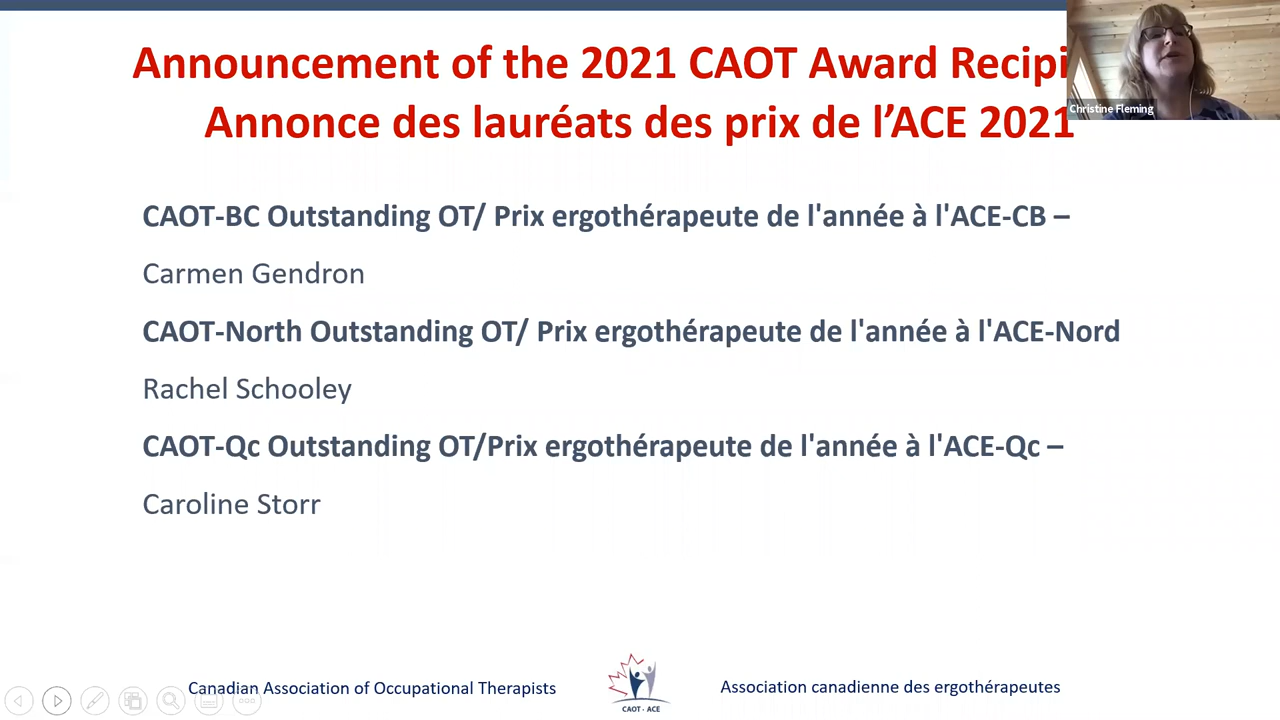 Announcement of the 2021 CAOT Award
Annonce des lauréats des prix de l’ACE 2021
Christine Fleming
CAOT-BC Outstanding OT/ Prix ergothérapeute de l'année à l'ACE-CB –
Carmen Gendron
CAOT-North Outstanding OT/ Prix ergothérapeute de l'année à l'ACE-Nord
Rachel Schooley
CAOT-Qc Outstanding OT/Prix ergothérapeute de l'année à l'ACE-Qc –
Caroline Storr
Canadian Association of Occupational Therapists
CAOT - ACE
Association canadienne des ergothérapeutes